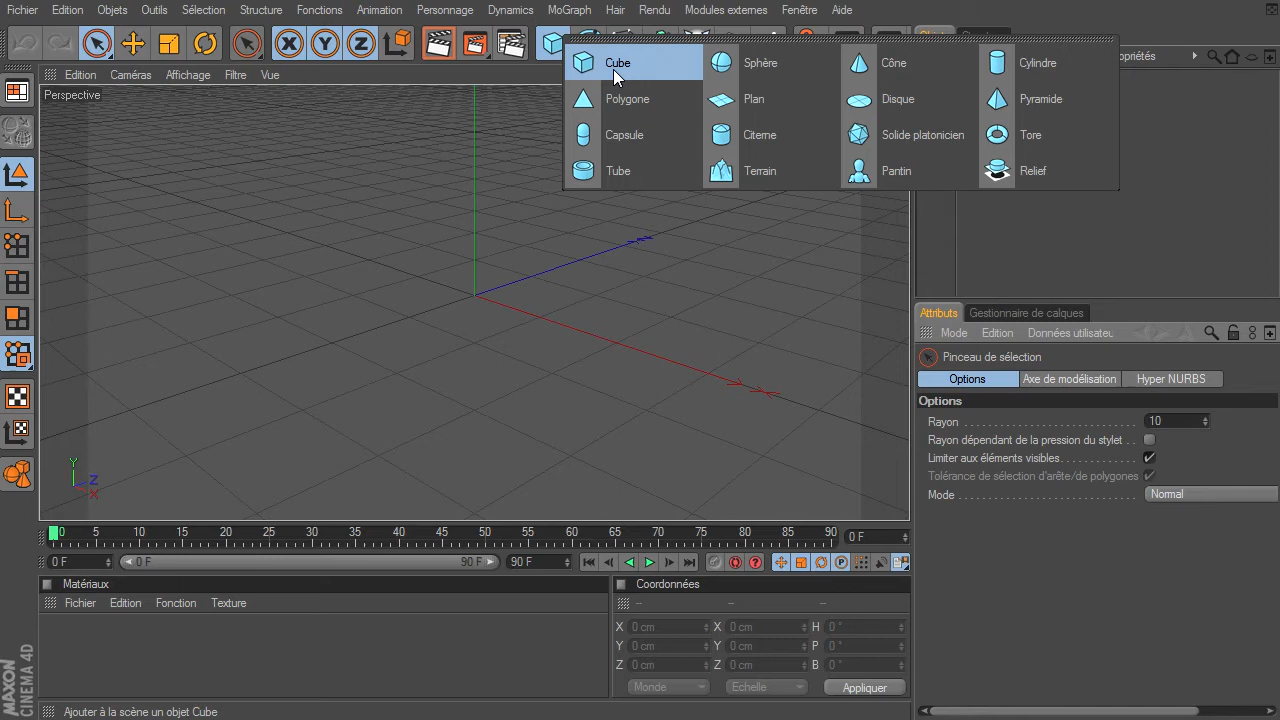 Fichier Edition Objets Outils Sélection Structure Fonctions Animation Personnage Dynamics MoGraph Hair Rendu Modules externes Fenêtre Aide
X Y Z
Edition Caméras Affichage Filtre Vue
Perspective
Cube Sphère Cône Cylindre
Polygone Plan Disque Pyramide
Capsule Citerne Solide platonicien Tore
Tube Terrain Pantin Relief
Attributs Gestionnaire de calques
Mode Edition Données utilisateu
Pinceau de sélection
Options Axe de modélisation Hyper NURBS
Options
Rayon 10
Rayon dépendant de la pression du stylet
Limiter aux éléments visibles
Tolérance de sélection d'arête/de polygones
Mode Normal
Y Z X
0 5 10 15 20 25 30 35 40 45 50 55 60 65 70 75 80 85 90 0 F
0 F 0 F 90 F 90 F
Matériaux Coordonnées
Fichier Edition Fonction Texture -- -- --
X 0 cm X 0 cm H 0 °
Y 0 cm Y 0 cm P 0 °
Z 0 cm Z 0 cm B 0 °
Monde Echelle Appliquer
MAXON
CINEMA 4D
Ajouter à la scène un objet Cube